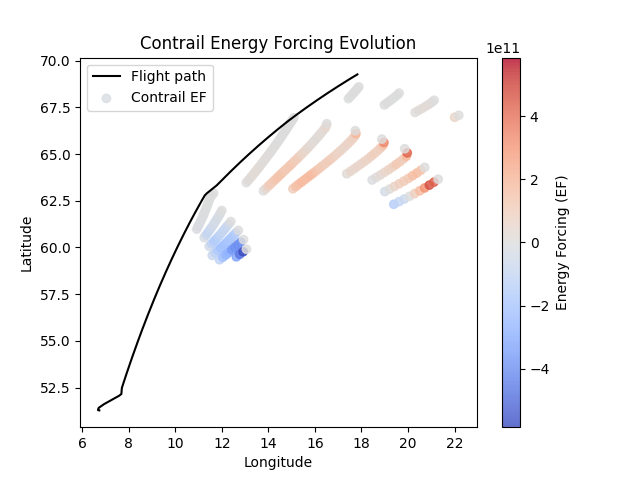 Contrail Energy Forcing Evolution
1e11
70.0
67.5
65.0
62.5
60.0
57.5
55.0
52.5
Latitude
Flight path
Contrail EF
6 8 10 12 14 16 18 20 22
Longitude
4
2
0
−2
−4
Energy Forcing (EF)